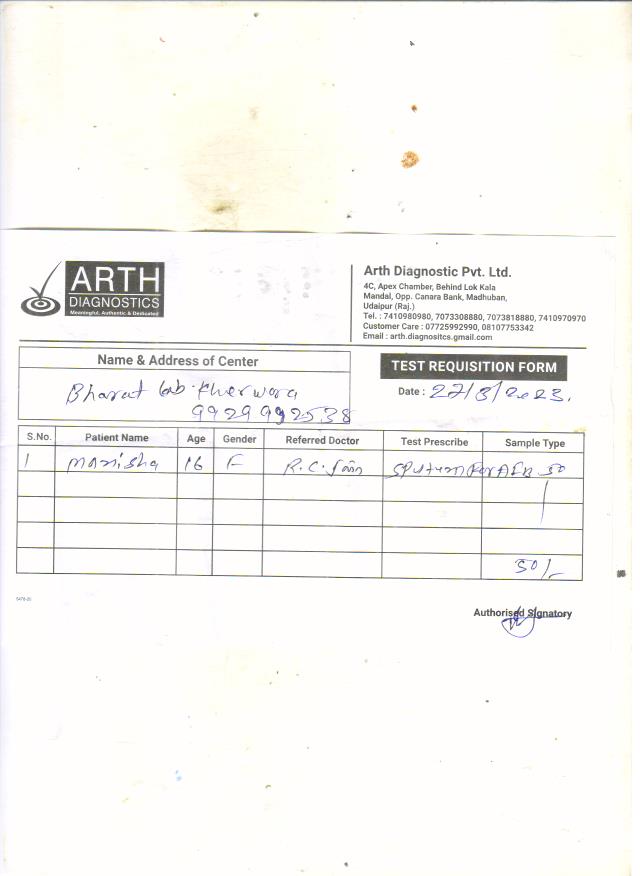 ARTH
DIAGNOSTICS
Meaningful, Authentic & Dedicated
Arth Diagnostic Pvt. Ltd.
4C, Apex Chamber, Behind Lok Kala
Mandal, Opp. Canara Bank, Madhuban,
Udaipur (Raj.)
Tel. : 7410980980, 7073308880, 7073818880, 7410970970
Customer Care : 07725992990, 08107753342
Email : arth.diagnositcs.gmail.com
Name & Address of Center
Bharat lab. Kherwara
9929992538
TEST REQUISITION FORM
Date : 27/3/2023.
S.No. Patient Name Age Gender Referred Doctor Test Prescribe Sample Type
1 Manisha 16 F R.C. Sputum For AFB 50
50/-
5476-20
Authorised Signatory